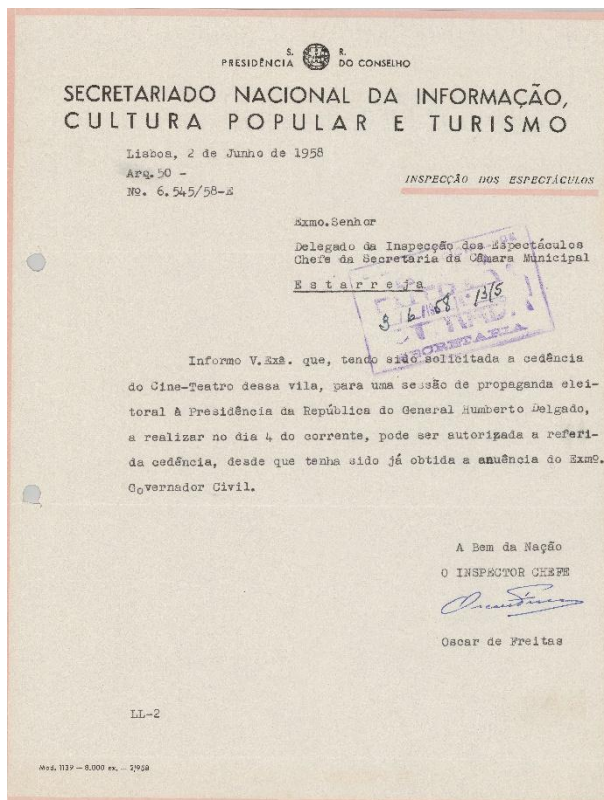 S. R.
PRESIDÊNCIA DO CONSELHO
SECRETARIADO NACIONAL DA INFORMAÇÃO,
CULTURA POPULAR E TURISMO
Lisboa, 2 de Junho de 1958
Arq.50 -
Nº. 6.545/58-E
INSPECÇÃO DOS ESPECTÁCULOS
Exmo.Senhor
Delegado da Inspecção dos Espectáculos
Chefe da Secretaria da Câmara Municipal
Estarreja
3 / 6 / 58 13/5
SECRETARIA
Informo V.Exâ. que, tendo sido solicitada a cedência
do Cine-Teatro dessa vila, para uma sessão de propaganda elei-
toral à Presidência da República do General Humberto Delgado,
a realizar no dia 4 do corrente, pode ser autorizada a referi-
da cedência, desde que tenha sido já obtida a anuência do Exmº.
Governador Civil.
A Bem da Nação
O INSPECTOR CHEFE
Oscar de Freitas
LL-2
Mod. 1139 — 8.000 ex. — 3/958